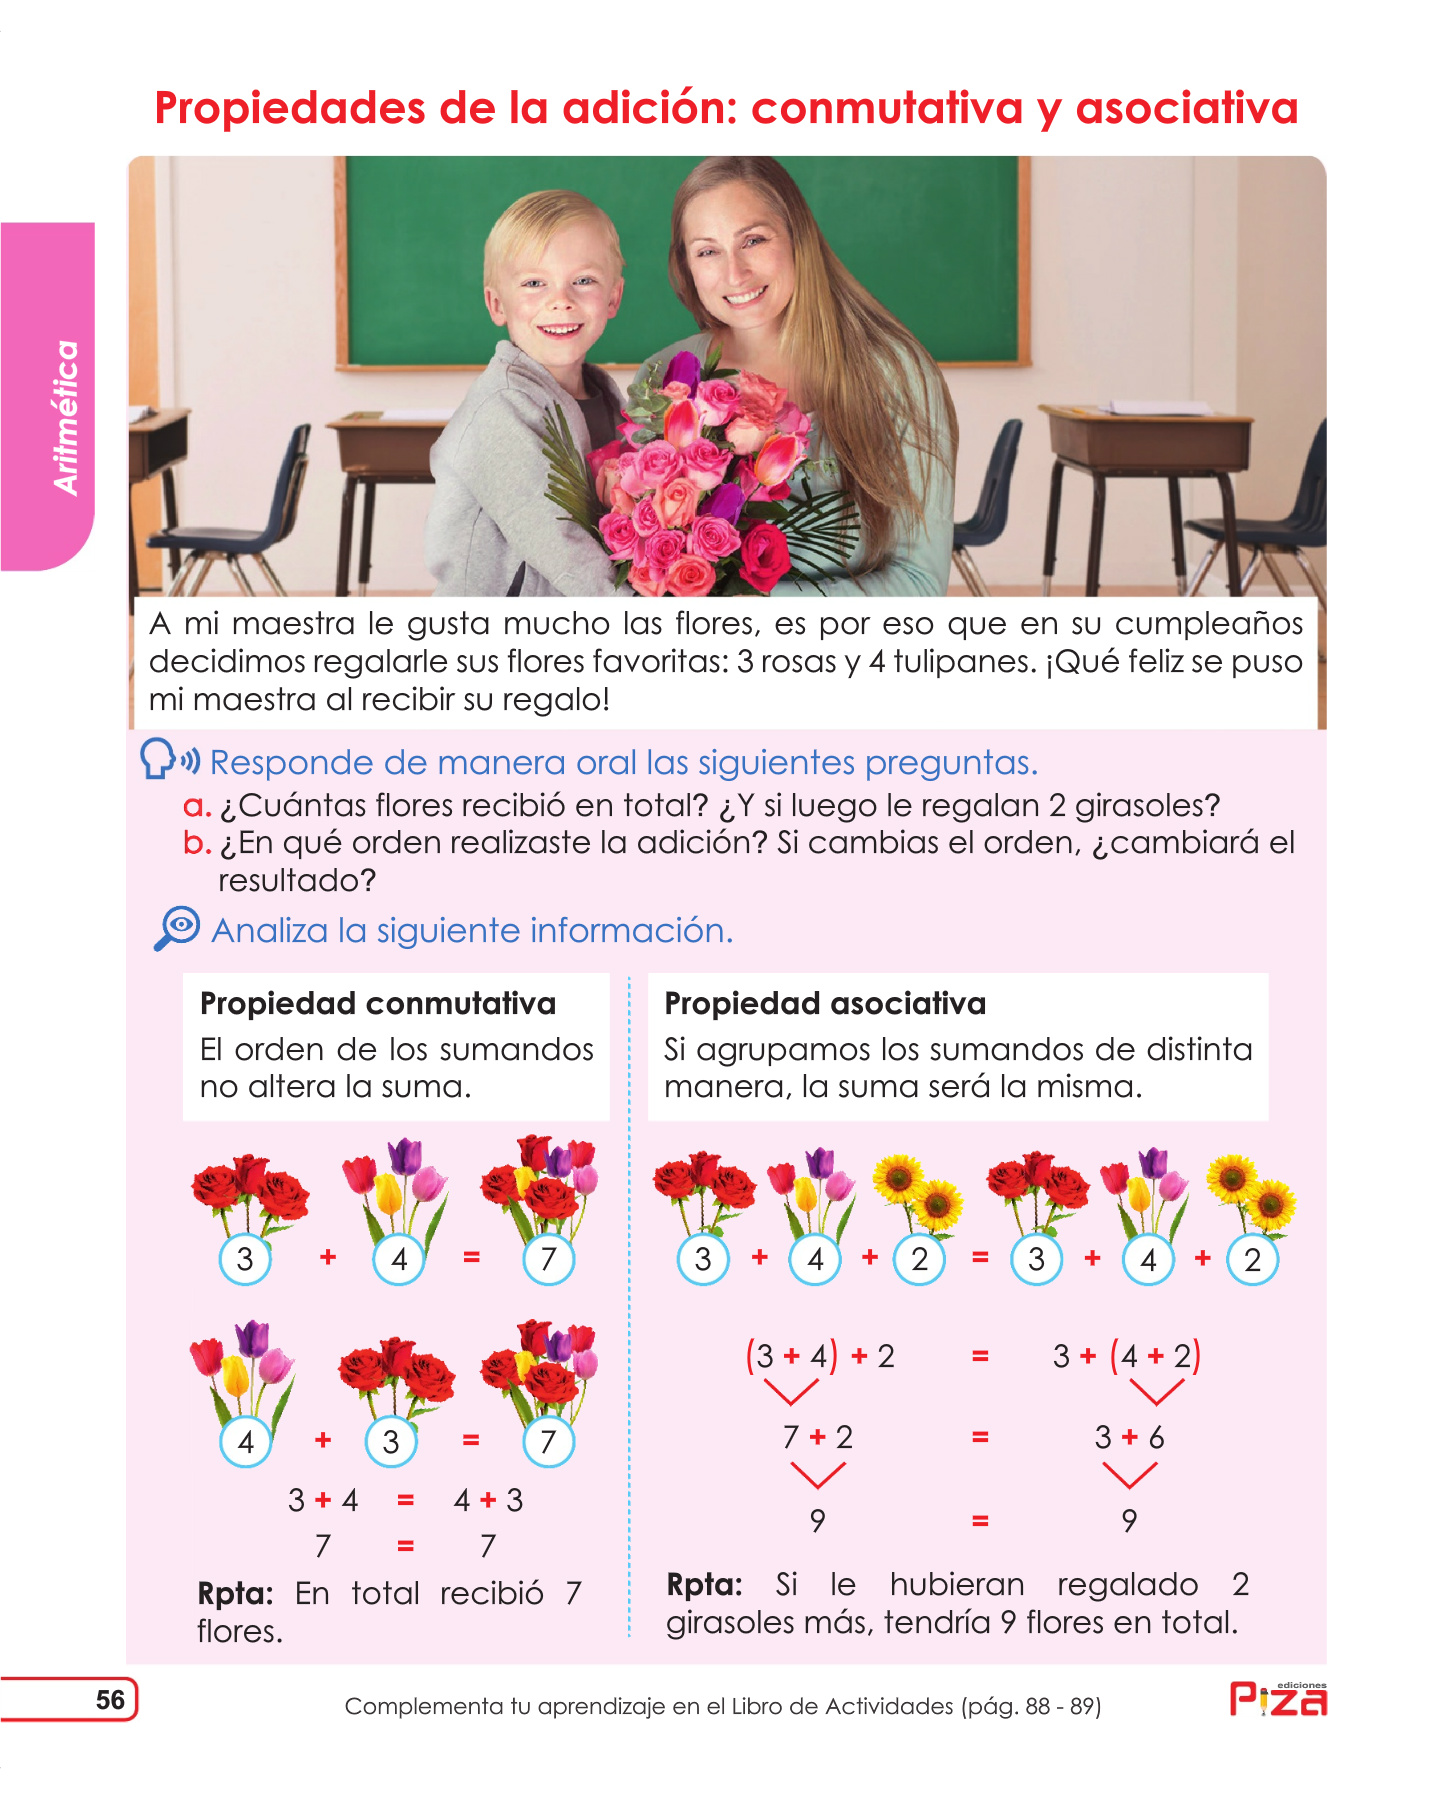 Propiedades de la adición: conmutativa y asociativa
Aritmética
A mi maestra le gusta mucho las flores, es por eso que en su cumpleaños
decidimos regalarle sus flores favoritas: 3 rosas y 4 tulipanes. ¡Qué feliz se puso
mi maestra al recibir su regalo!
Responde de manera oral las siguientes preguntas.
a. ¿Cuántas flores recibió en total? ¿Y si luego le regalan 2 girasoles?
b. ¿En qué orden realizaste la adición? Si cambias el orden, ¿cambiará el
resultado?
Analiza la siguiente información.
Propiedad conmutativa
El orden de los sumandos
no altera la suma.
3 + 4 = 7
4 + 3 = 7
3 + 4 = 4 + 3
7 = 7
Rpta: En total recibió 7
flores.
Propiedad asociativa
Si agrupamos los sumandos de distinta
manera, la suma será la misma.
3 + 4 + 2 = 3 + 4 + 2
(3 + 4) + 2 = 3 + (4 + 2)
7 + 2 = 3 + 6
9 = 9
Rpta: Si le hubieran regalado 2
girasoles más, tendría 9 flores en total.
56
Complementa tu aprendizaje en el Libro de Actividades (pág. 88 - 89)
ediciones
Piza